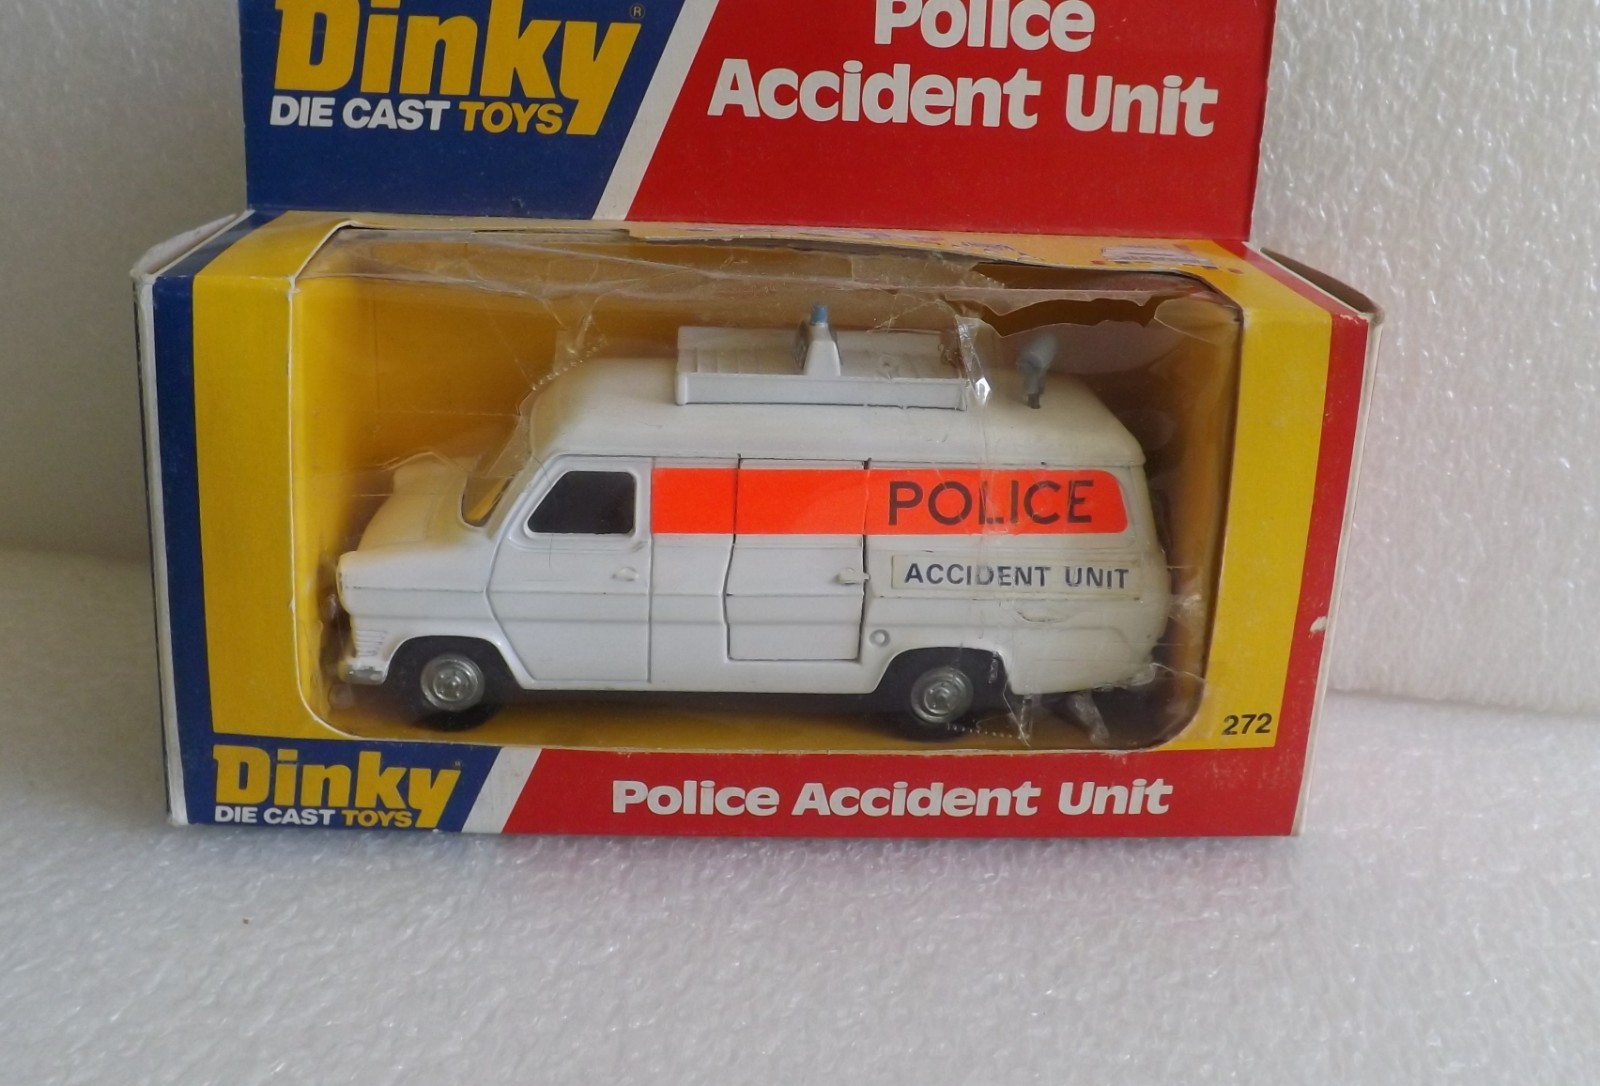 Dinky®
DIE CAST TOYS
Police
Accident Unit
POLICE
ACCIDENT UNIT
272
Dinky®
DIE CAST TOYS
Police Accident Unit